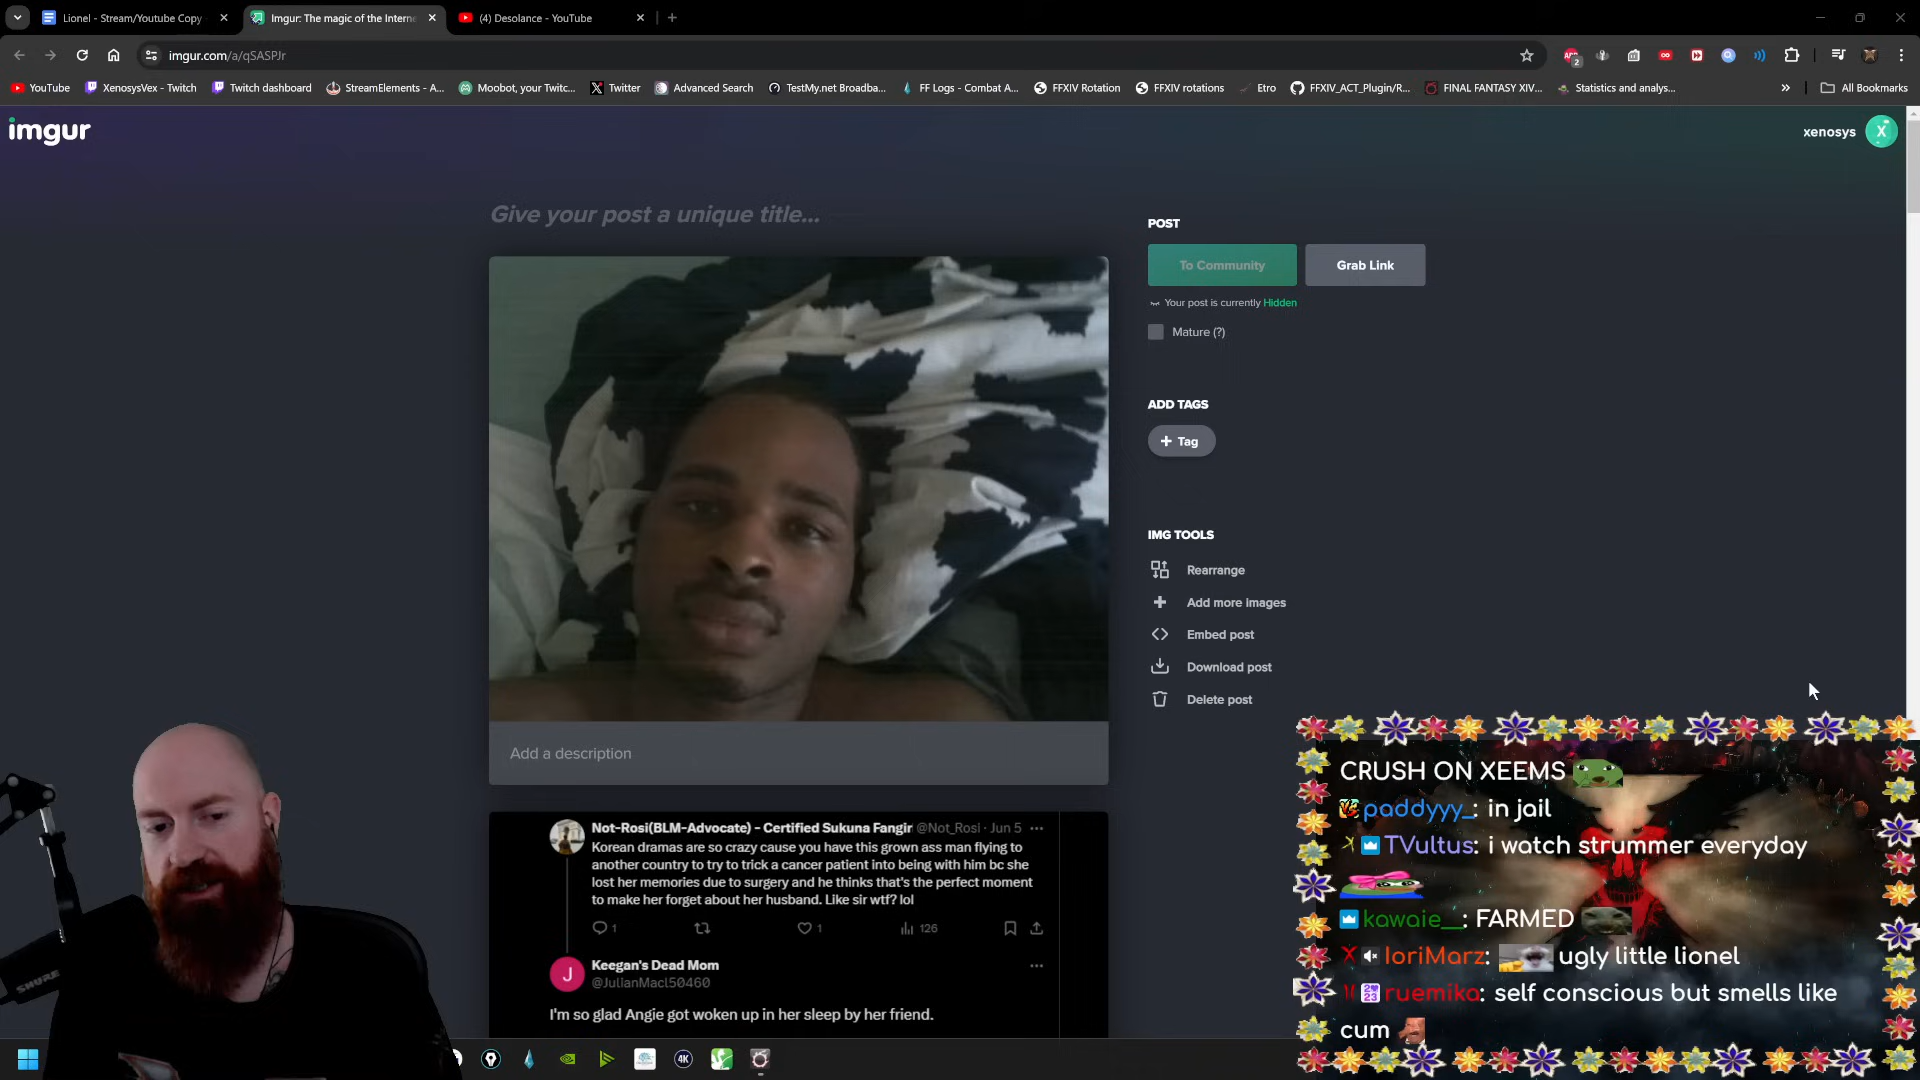 Lionel - Stream/Youtube Copy
Imgur: The magic of the Interne
(4) Desolance - YouTube
imgur.com/a/qSASPJr
YouTube
XenosysVex - Twitch
Twitch dashboard
StreamElements - A...
Moobot, your Twitc...
Twitter
Advanced Search
TestMy.net Broadba...
FF Logs - Combat A...
FFXIV Rotation
FFXIV rotations
Etro
FFXIV_ACT_Plugin/R...
FINAL FANTASY XIV...
Statistics and analys...
All Bookmarks
imgur
xenosys
X
Give your post a unique title...
POST
To Community
Grab Link
Your post is currently Hidden
Mature (?)
ADD TAGS
+ Tag
IMG TOOLS
Rearrange
Add more images
Embed post
Download post
Delete post
Add a description
Not-Rosi(BLM-Advocate) - Certified Sukuna Fangir @Not_Rosi · Jun 5
Korean dramas are so crazy cause you have this grown ass man flying to
another country to try to trick a cancer patient into being with him bc she
lost her memories due to surgery and he thinks that's the perfect moment
to make her forget about her husband. Like sir wtf? lol
1
1
126
J
Keegan's Dead Mom
@JulianMacl50460
I'm so glad Angie got woken up in her sleep by her friend.
SHURE
4K
CRUSH ON XEEMS
paddyyy_: in jail
TVultus: i watch strummer everyday
kawaie__: FARMED
loriMarz: ugly little lionel
ruemika: self conscious but smells like
cum